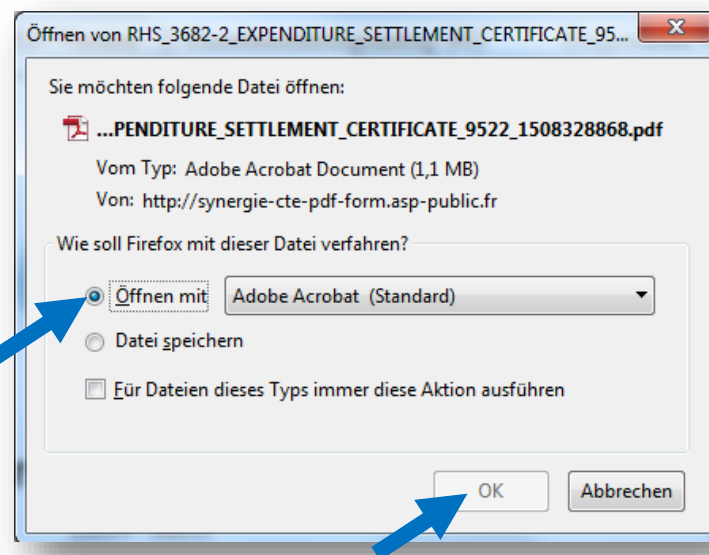 Öffnen von RHS_3682-2_EXPENDITURE_SETTLEMENT_CERTIFICATE_95...
Sie möchten folgende Datei öffnen:
...PENDITURE_SETTLEMENT_CERTIFICATE_9522_1508328868.pdf
Vom Typ: Adobe Acrobat Document (1,1 MB)
Von: http://synergie-cte-pdf-form.asp-public.fr
Wie soll Firefox mit dieser Datei verfahren?
Öffnen mit Adobe Acrobat (Standard)
Datei speichern
Für Dateien dieses Typs immer diese Aktion ausführen
OK Abbrechen